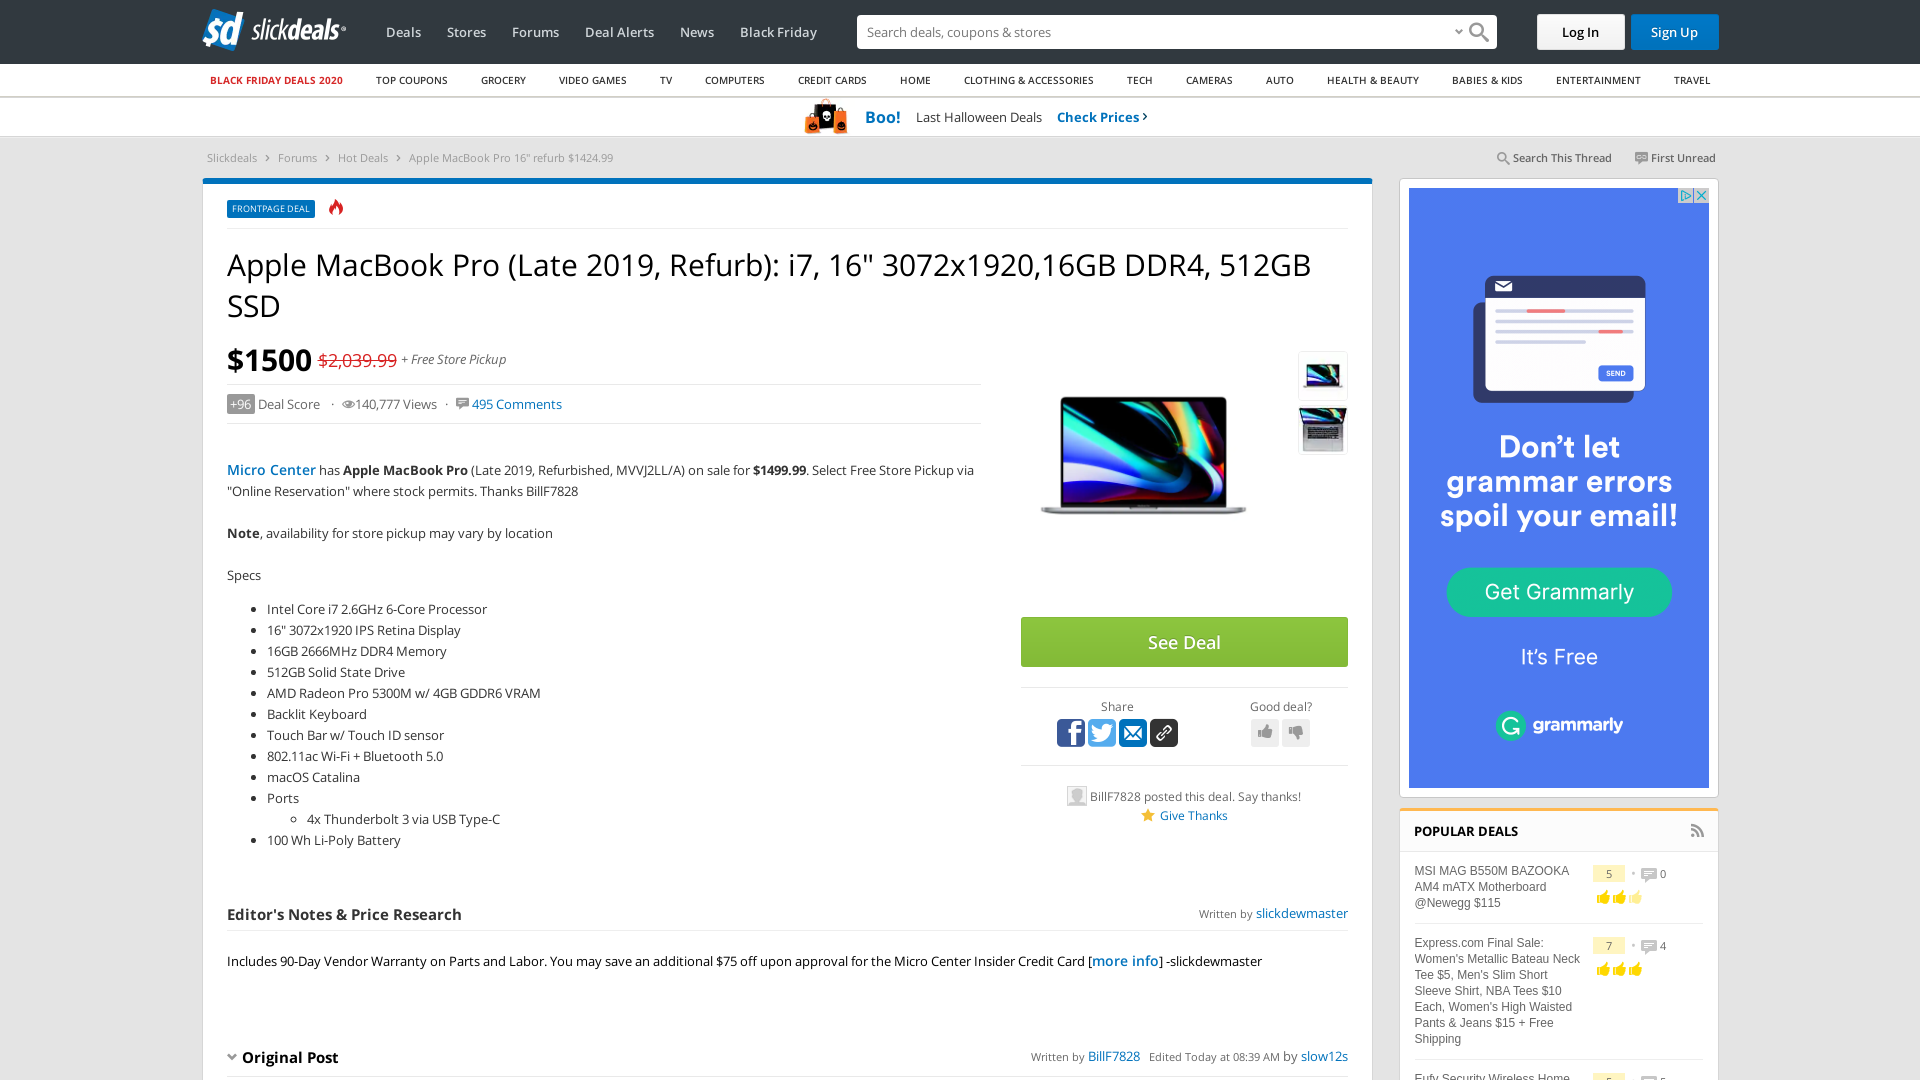 slickdeals
Deals
Stores
Forums
Deal Alerts
News
Black Friday
Search deals, coupons & stores
Log In
Sign Up
BLACK FRIDAY DEALS 2020
TOP COUPONS
GROCERY
VIDEO GAMES
TV
COMPUTERS
CREDIT CARDS
HOME
CLOTHING & ACCESSORIES
TECH
CAMERAS
AUTO
HEALTH & BEAUTY
BABIES & KIDS
ENTERTAINMENT
TRAVEL
Boo! Last Halloween Deals Check Prices ›
Slickdeals › Forums › Hot Deals › Apple MacBook Pro 16" refurb $1424.99
Search This Thread
First Unread
FRONTPAGE DEAL
Apple MacBook Pro (Late 2019, Refurb): i7, 16" 3072x1920,16GB DDR4, 512GB
SSD
$1500 $2,039.99 + Free Store Pickup
+96 Deal Score · 140,777 Views · 495 Comments
Micro Center has Apple MacBook Pro (Late 2019, Refurbished, MVVJ2LL/A) on sale for $1499.99. Select Free Store Pickup via
"Online Reservation" where stock permits. Thanks BillF7828
Note, availability for store pickup may vary by location
Specs
• Intel Core i7 2.6GHz 6-Core Processor
• 16" 3072x1920 IPS Retina Display
• 16GB 2666MHz DDR4 Memory
• 512GB Solid State Drive
• AMD Radeon Pro 5300M w/ 4GB GDDR6 VRAM
• Backlit Keyboard
• Touch Bar w/ Touch ID sensor
• 802.11ac Wi-Fi + Bluetooth 5.0
• macOS Catalina
• Ports
◦ 4x Thunderbolt 3 via USB Type-C
• 100 Wh Li-Poly Battery
See Deal
Share
Good deal?
BillF7828 posted this deal. Say thanks!
Give Thanks
Editor's Notes & Price Research
Written by slickdewmaster
Includes 90-Day Vendor Warranty on Parts and Labor. You may save an additional $75 off upon approval for the Micro Center Insider Credit Card [more info] -slickdewmaster
Original Post
Written by BillF7828 Edited Today at 08:39 AM by slow12s
SEND
Don't let
grammar errors
spoil your email!
Get Grammarly
It's Free
grammarly
POPULAR DEALS
MSI MAG B550M BAZOOKA
AM4 mATX Motherboard
@Newegg $115
5 • 0
Express.com Final Sale:
Women's Metallic Bateau Neck
Tee $5, Men's Slim Short
Sleeve Shirt, NBA Tees $10
Each, Women's High Waisted
Pants & Jeans $15 + Free
Shipping
7 • 4
Eufy Security Wireless Home
5 • 5